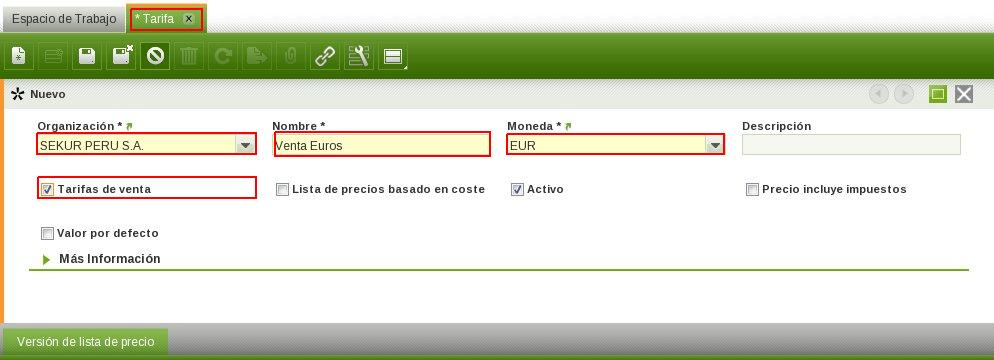 Espacio de Trabajo * Tarifa x
Nuevo
Organización * Nombre * Moneda * Descripción
SEKUR PERU S.A. Venta Euros EUR
Tarifas de venta Lista de precios basado en coste Activo Precio incluye impuestos
Valor por defecto
Más Información
Versión de lista de precio